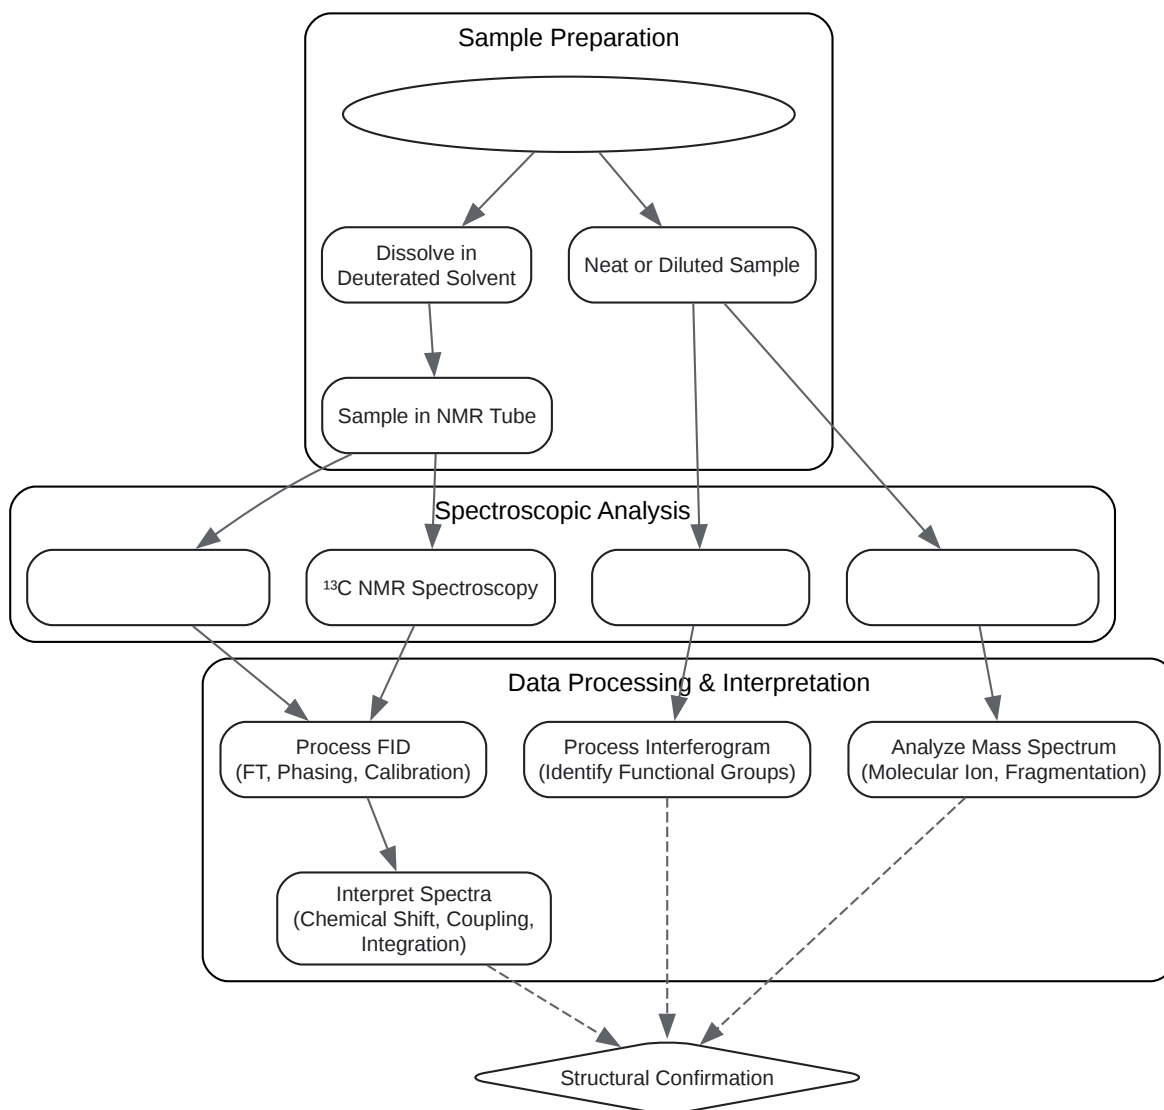 Sample Preparation
Dissolve in
Deuterated Solvent
Neat or Diluted Sample
Sample in NMR Tube
Spectroscopic Analysis
¹³C NMR Spectroscopy
Data Processing & Interpretation
Process FID
(FT, Phasing, Calibration)
Process Interferogram
(Identify Functional Groups)
Analyze Mass Spectrum
(Molecular Ion, Fragmentation)
Interpret Spectra
(Chemical Shift, Coupling,
Integration)
Structural Confirmation